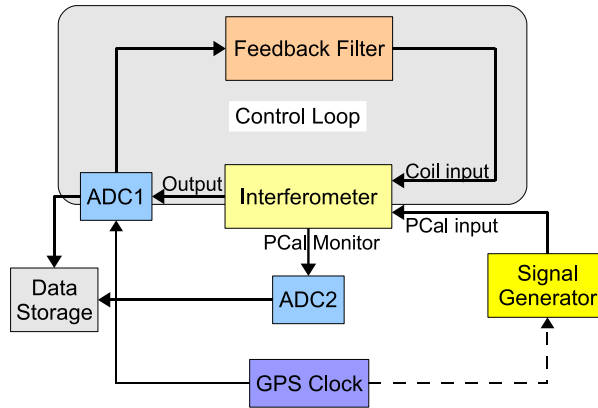 Feedback Filter
Control Loop
Coil input
ADC1
Output
Interferometer
PCal input
PCal Monitor
Data
Storage
ADC2
Signal
Generator
GPS Clock